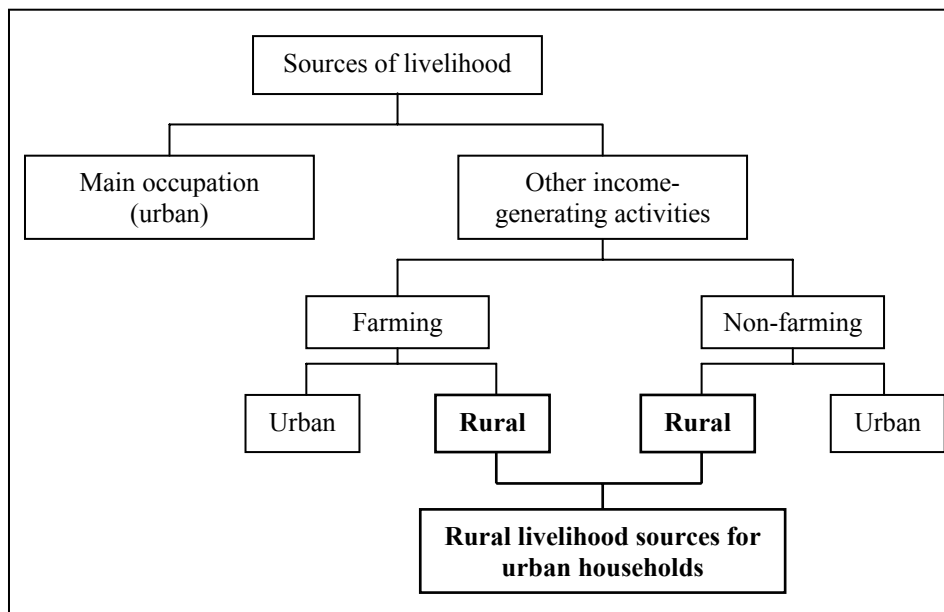 Sources of livelihood
Main occupation
(urban)
Other income-
generating activities
Farming
Non-farming
Urban
Rural
Rural
Urban
Rural livelihood sources for
urban households